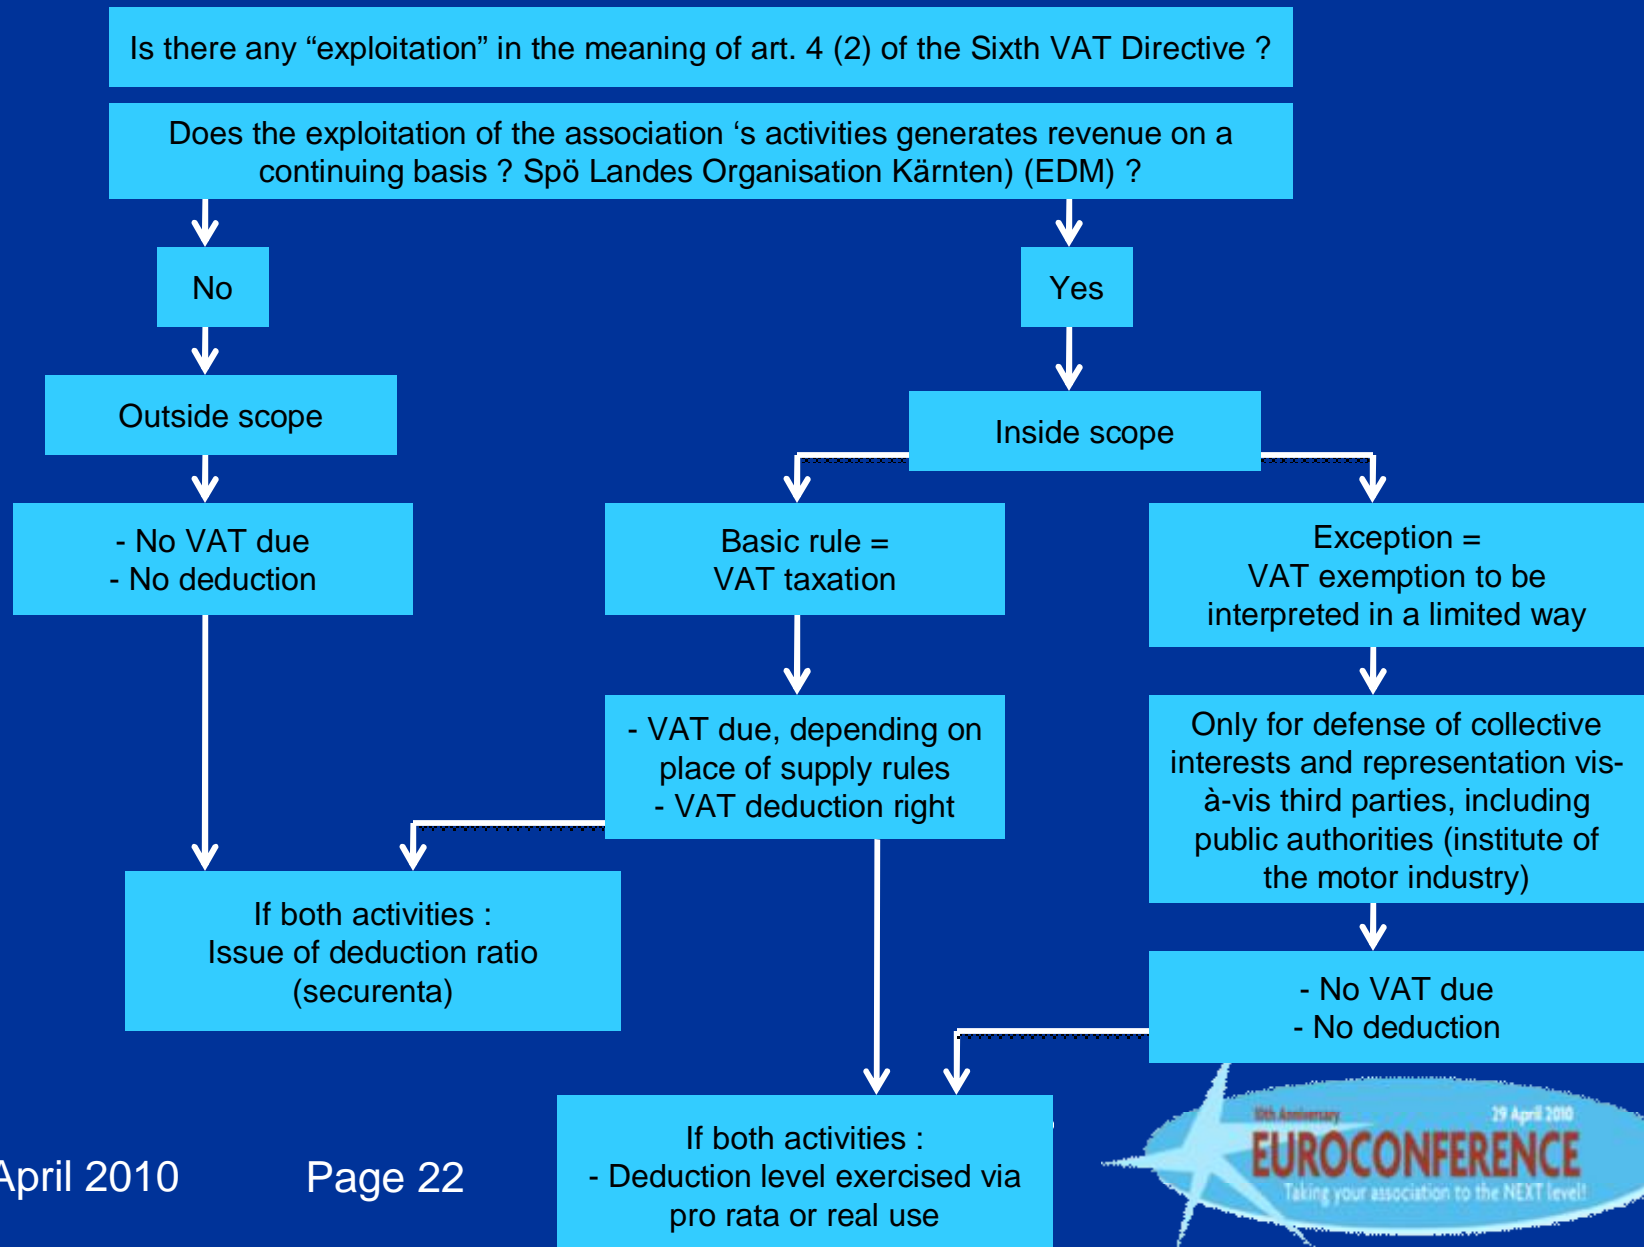 Is there any “exploitation” in the meaning of art. 4 (2) of the Sixth VAT Directive ?
Does the exploitation of the association ‘s activities generates revenue on a
continuing basis ? Spö Landes Organisation Kärnten) (EDM) ?
No
Yes
Outside scope
Inside scope
- No VAT due
- No deduction
Basic rule =
VAT taxation
Exception =
VAT exemption to be
interpreted in a limited way
- VAT due, depending on
place of supply rules
- VAT deduction right
Only for defense of collective
interests and representation vis-
à-vis third parties, including
public authorities (institute of
the motor industry)
If both activities :
Issue of deduction ratio
(securenta)
- No VAT due
- No deduction
If both activities :
- Deduction level exercised via
pro rata or real use
April 2010
Page 22
10th Anniversary
29 April 2010
EUROCONFERENCE
Taking your association to the NEXT level!